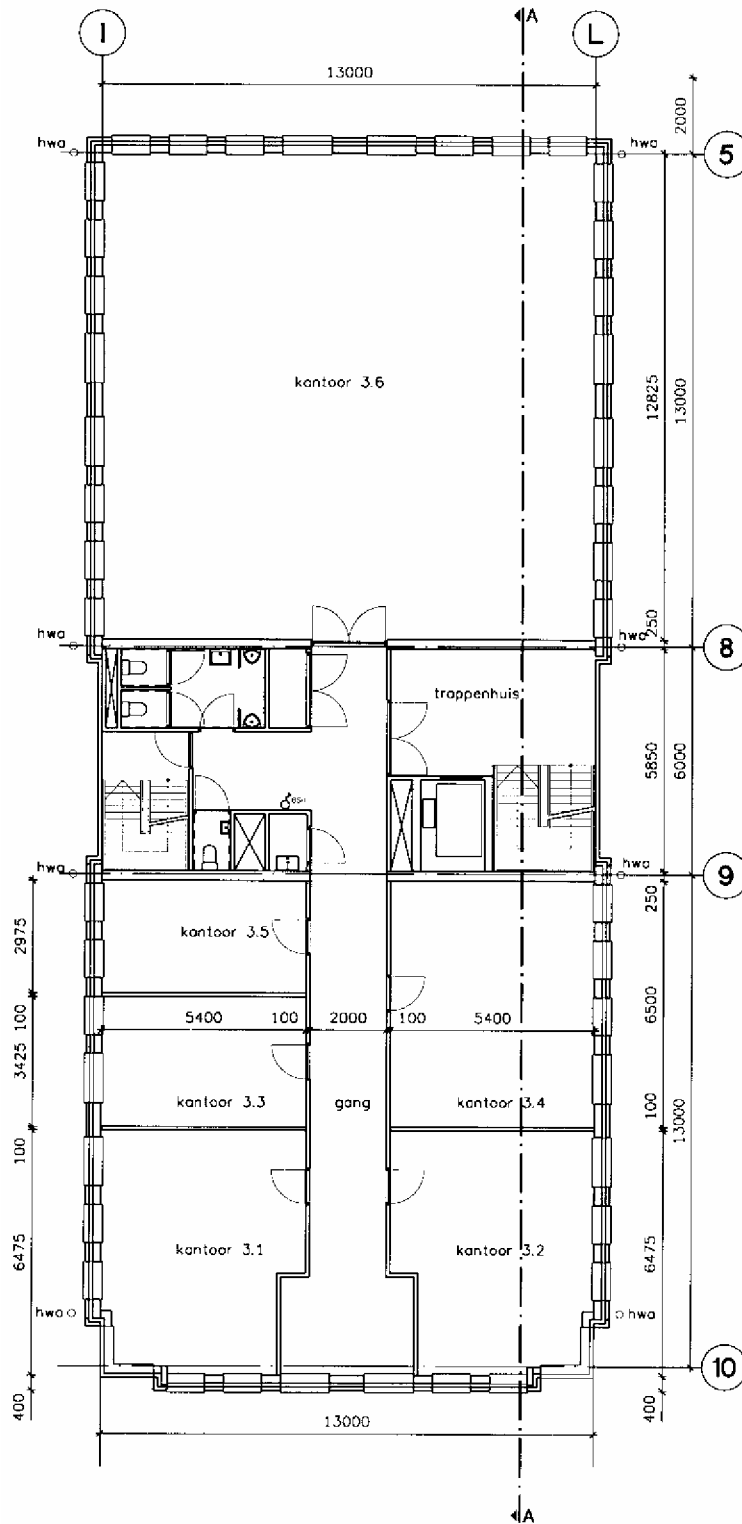 A
I
L
13000
2000
hwa
hwa
5
kantoor 3.6
12825
13000
250
hwa
hwa
8
trappenhuis
5850
6000
hwa
hwa
9
250
kantoor 3.5
2975
6500
100
5400
100
2000
100
5400
3425
kantoor 3.3
gang
kantoor 3.4
100
13000
100
kantoor 3.1
kantoor 3.2
6475
6475
hwa
hwa
10
400
13000
400
A